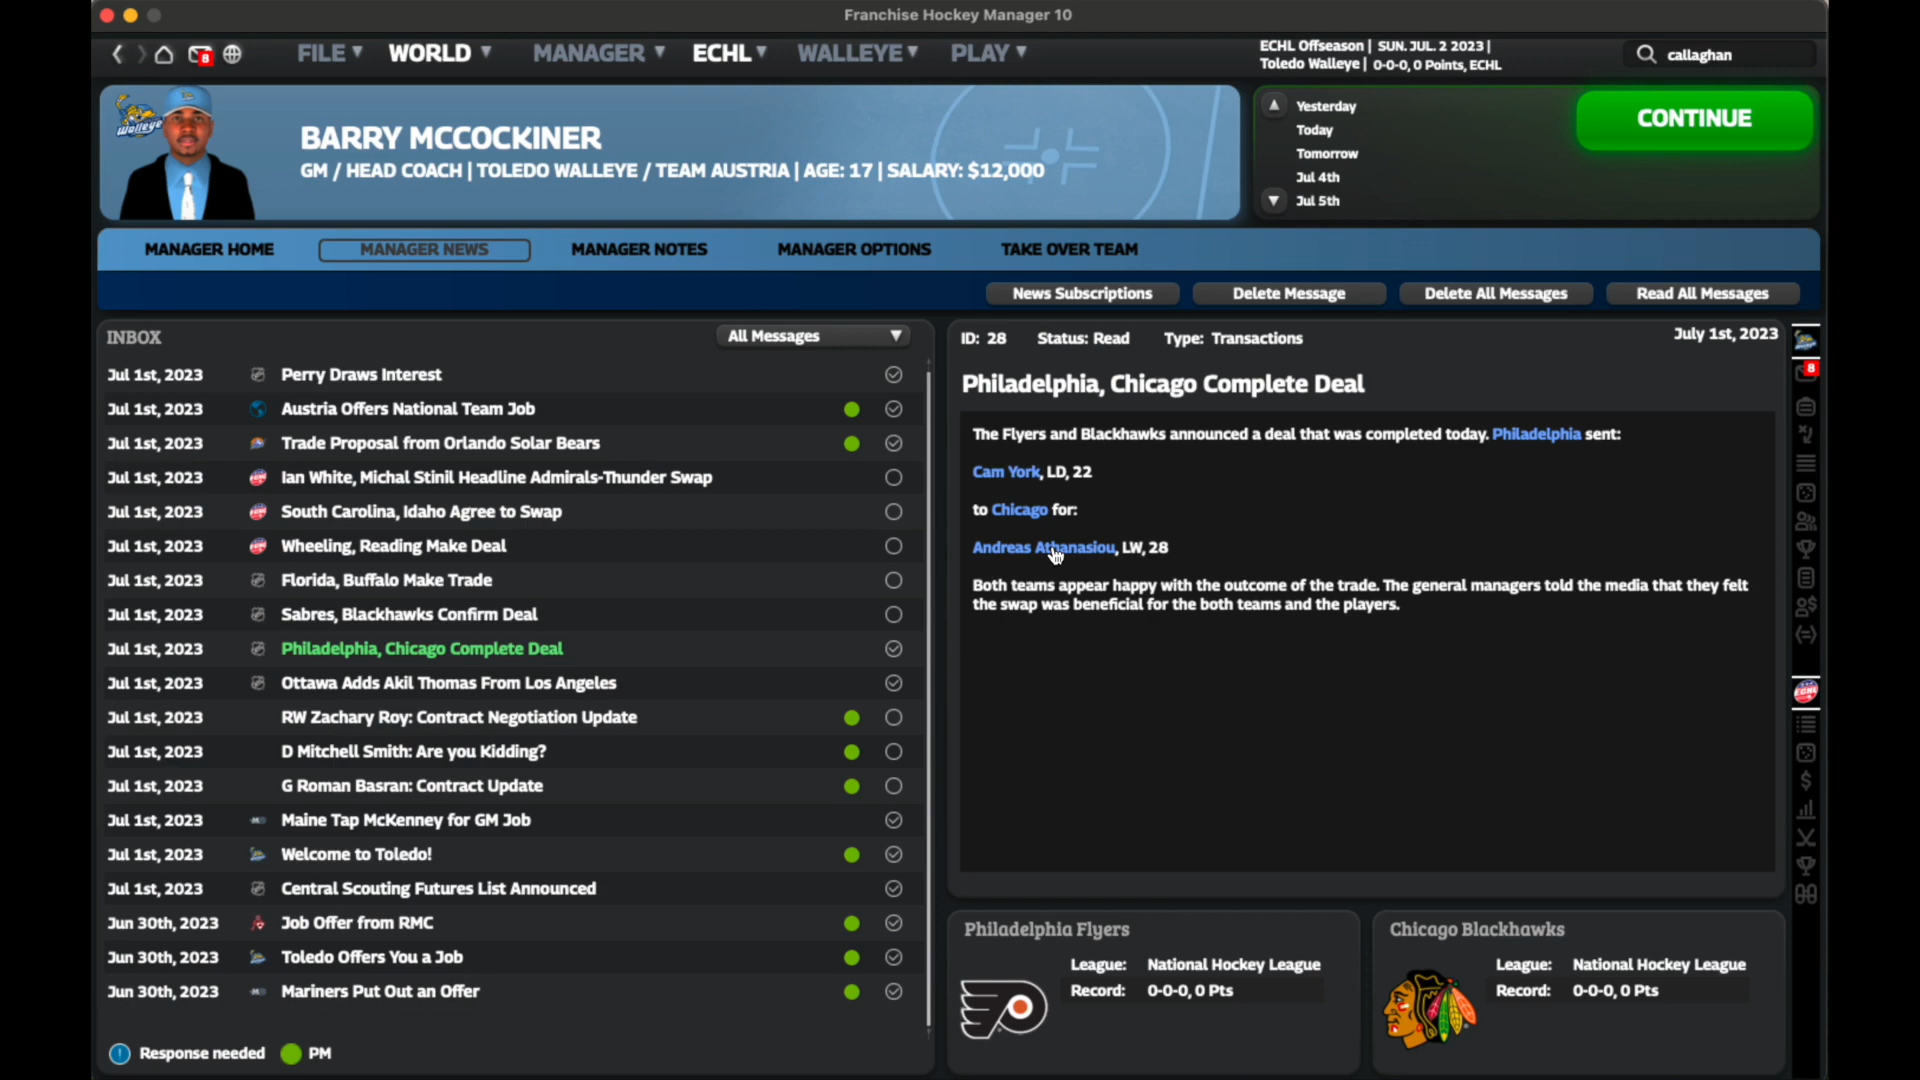 Franchise Hockey Manager 10
8
FILE WORLD MANAGER ECHL WALLEYE PLAY
ECHL Offseason | SUN. JUL. 2 2023 |
Toledo Walleye | 0-0-0, 0 Points, ECHL
callaghan
Walleye
BARRY MCCOCKINER
GM / HEAD COACH | TOLEDO WALLEYE / TEAM AUSTRIA | AGE: 17 | SALARY: $12,000
Yesterday
Today
Tomorrow
Jul 4th
Jul 5th
CONTINUE
MANAGER HOME MANAGER NEWS MANAGER NOTES MANAGER OPTIONS TAKE OVER TEAM
News Subscriptions Delete Message Delete All Messages Read All Messages
INBOX All Messages
Jul 1st, 2023 Perry Draws Interest
Jul 1st, 2023 Austria Offers National Team Job
Jul 1st, 2023 Trade Proposal from Orlando Solar Bears
Jul 1st, 2023 Ian White, Michal Stinil Headline Admirals-Thunder Swap
Jul 1st, 2023 South Carolina, Idaho Agree to Swap
Jul 1st, 2023 Wheeling, Reading Make Deal
Jul 1st, 2023 Florida, Buffalo Make Trade
Jul 1st, 2023 Sabres, Blackhawks Confirm Deal
Jul 1st, 2023 Philadelphia, Chicago Complete Deal
Jul 1st, 2023 Ottawa Adds Akil Thomas From Los Angeles
Jul 1st, 2023 RW Zachary Roy: Contract Negotiation Update
Jul 1st, 2023 D Mitchell Smith: Are you Kidding?
Jul 1st, 2023 G Roman Basran: Contract Update
Jul 1st, 2023 Maine Tap McKenney for GM Job
Jul 1st, 2023 Welcome to Toledo!
Jul 1st, 2023 Central Scouting Futures List Announced
Jun 30th, 2023 Job Offer from RMC
Jun 30th, 2023 Toledo Offers You a Job
Jun 30th, 2023 Mariners Put Out an Offer
Response needed PM
ID: 28 Status: Read Type: Transactions July 1st, 2023
Philadelphia, Chicago Complete Deal
The Flyers and Blackhawks announced a deal that was completed today. Philadelphia sent:
Cam York, LD, 22
to Chicago for:
Andreas Athanasiou, LW, 28
Both teams appear happy with the outcome of the trade. The general managers told the media that they felt
the swap was beneficial for the both teams and the players.
Philadelphia Flyers
League: National Hockey League
Record: 0-0-0, 0 Pts
Chicago Blackhawks
League: National Hockey League
Record: 0-0-0, 0 Pts
8
ECHL